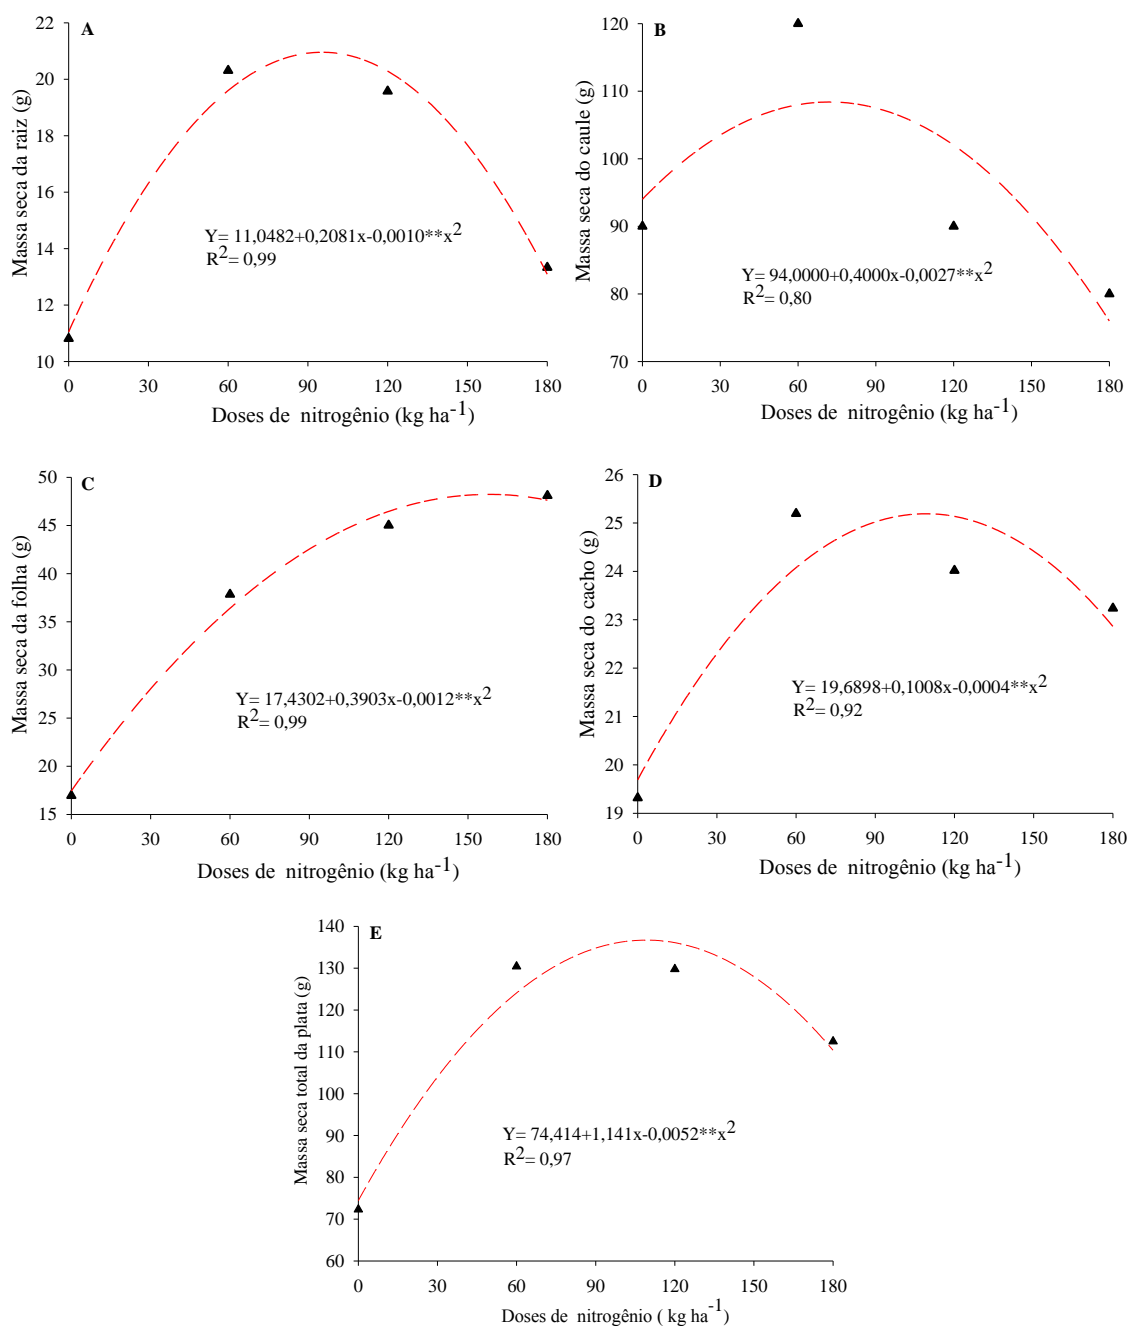 A
Massa seca da raiz (g)
22
20
18
16
14
12
10
Y= 11,0482+0,2081x-0,0010**x2
R2= 0,99
0 30 60 90 120 150 180
Doses de nitrogênio (kg ha-1)
B
Massa seca do caule (g)
120
110
100
90
80
70
Y= 94,0000+0,4000x-0,0027**x2
R2= 0,80
0 30 60 90 120 150 180
Doses de nitrogênio (kg ha-1)
C
Massa seca da folha (g)
50
45
40
35
30
25
20
15
Y= 17,4302+0,3903x-0,0012**x2
R2= 0,99
0 30 60 90 120 150 180
Doses de nitrogênio (kg ha-1)
D
Massa seca do cacho (g)
26
25
24
23
22
21
20
19
Y= 19,6898+0,1008x-0,0004**x2
R2= 0,92
0 30 60 90 120 150 180
Doses de nitrogênio (kg ha-1)
E
Massa seca total da plata (g)
140
130
120
110
100
90
80
70
60
Y= 74,414+1,141x-0,0052**x2
R2= 0,97
0 30 60 90 120 150 180
Doses de nitrogênio ( kg ha-1)